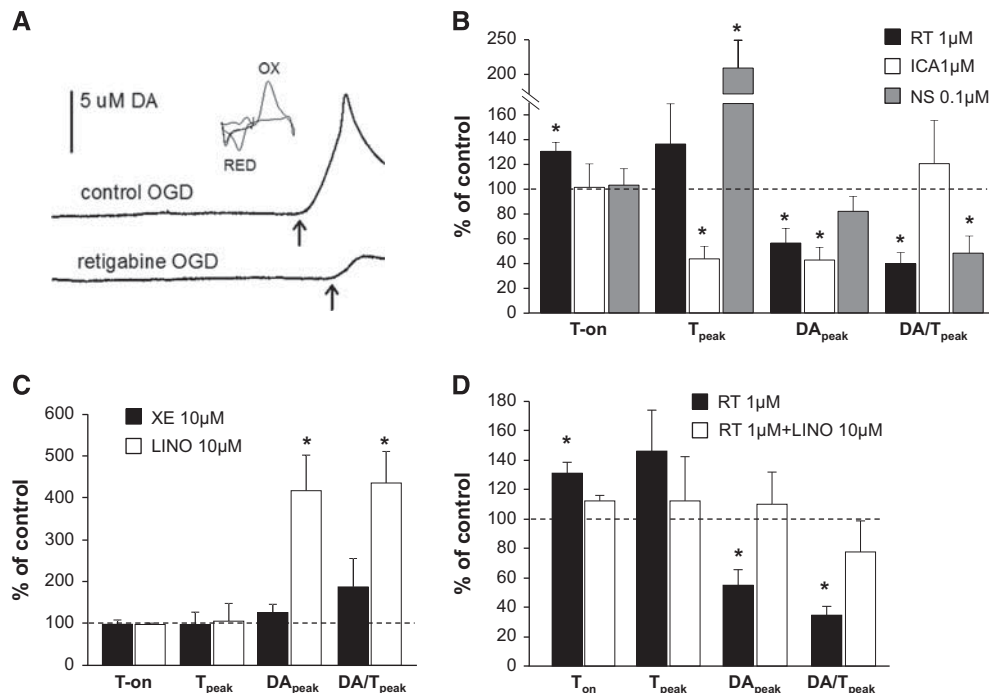 A
5 uM DA
OX
RED
control OGD
retigabine OGD
B
% of control
250
200
140
120
100
80
60
40
20
0
*
*
*
*
*
*
*
RT 1µM
ICA1µM
NS 0.1µM
T-on
Tpeak
DApeak
DA/Tpeak
C
% of control
600
500
400
300
200
100
0
XE 10µM
LINO 10µM
*
*
T-on
Tpeak
DApeak
DA/Tpeak
D
% of control
180
160
140
120
100
80
60
40
20
0
RT 1µM
RT 1µM+LINO 10µM
*
*
*
Ton
Tpeak
DApeak
DA/Tpeak